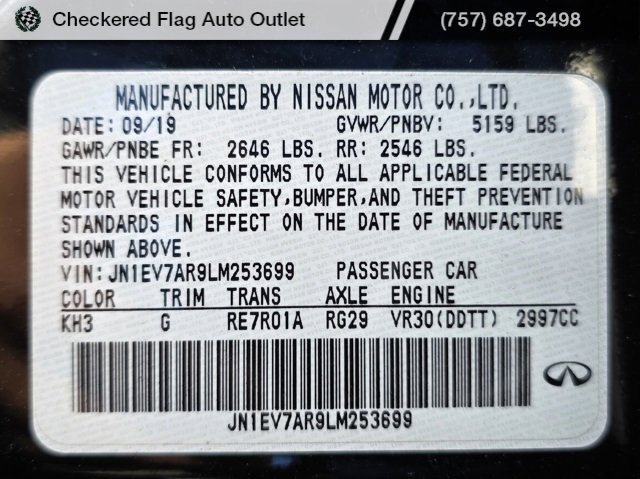 Checkered Flag Auto Outlet
(757) 687-3498
MANUFACTURED BY NISSAN MOTOR CO.,LTD.
DATE: 09/19 GVWR/PNBV: 5159 LBS.
GAWR/PNBE FR: 2646 LBS. RR: 2546 LBS.
THIS VEHICLE CONFORMS TO ALL APPLICABLE FEDERAL
MOTOR VEHICLE SAFETY,BUMPER,AND THEFT PREVENTION
STANDARDS IN EFFECT ON THE DATE OF MANUFACTURE
SHOWN ABOVE.
VIN: JN1EV7AR9LM253699 PASSENGER CAR
COLOR TRIM TRANS AXLE ENGINE
KH3 G RE7R01A RG29 VR30(DDTT) 2997CC
JN1EV7AR9LM253699